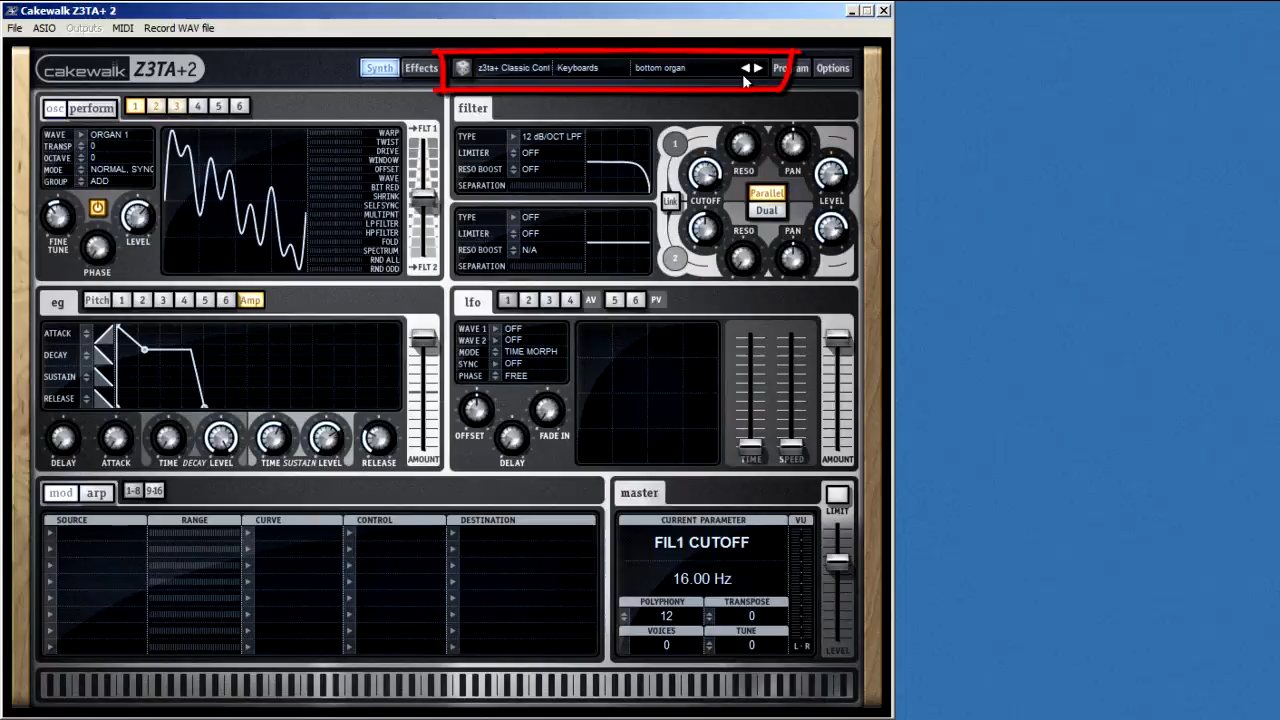 Cakewalk Z3TA+ 2
File ASIO Outputs MIDI Record WAV file
cakewalk Z3TA+2
Synth Effects z3ta+ Classic Cont Keyboards bottom organ Program Options
osc perform 1 2 3 4 5 6
WAVE ORGAN 1
TRANSP 0
OCTAVE 0
MODE NORMAL, SYNC
GROUP ADD
FINE TUNE
LEVEL
PHASE
WARP
TWIST
DRIVE
WINDOW
OFFSET
WAVE
BIT RED
SHRINK
SELFSYNC
MULTIPNT
LPFILTER
HPFILTER
FOLD
SPECTRUM
RND ALL
RND ODD
FLT 1
FLT 2
filter
TYPE 12 dB/OCT LPF
LIMITER OFF
RESO BOOST OFF
SEPARATION
TYPE OFF
LIMITER OFF
RESO BOOST N/A
SEPARATION
1
RESO PAN
Link CUTOFF Parallel LEVEL
Dual
RESO PAN
2
eg Pitch 1 2 3 4 5 6 Amp
ATTACK
DECAY
SUSTAIN
RELEASE
DELAY ATTACK TIME DECAY LEVEL TIME SUSTAIN LEVEL RELEASE AMOUNT
lfo 1 2 3 4 AV 5 6 PV
WAVE 1 OFF
WAVE 2 OFF
MODE TIME MORPH
SYNC OFF
PHASE FREE
OFFSET FADE IN
DELAY
TIME SPEED AMOUNT
mod arp 1-8 9-16
SOURCE RANGE CURVE CONTROL DESTINATION
master
LIMIT
CURRENT PARAMETER VU
FIL1 CUTOFF
16.00 Hz
POLYPHONY TRANSPOSE
12 0
VOICES TUNE
0 0
L - R
LEVEL